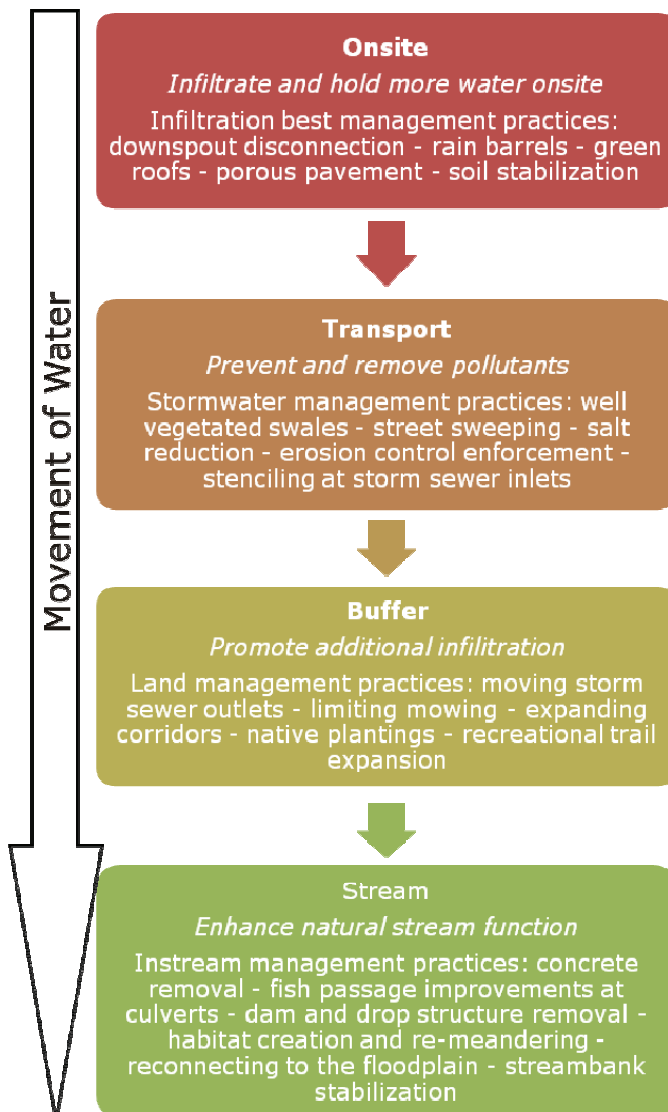 Movement of Water
Onsite
Infiltrate and hold more water onsite
Infiltration best management practices:
downspout disconnection - rain barrels - green
roofs - porous pavement - soil stabilization
Transport
Prevent and remove pollutants
Stormwater management practices: well
vegetated swales - street sweeping - salt
reduction - erosion control enforcement -
stenciling at storm sewer inlets
Buffer
Promote additional infilitration
Land management practices: moving storm
sewer outlets - limiting mowing - expanding
corridors - native plantings - recreational trail
expansion
Stream
Enhance natural stream function
Instream management practices: concrete
removal - fish passage improvements at
culverts - dam and drop structure removal -
habitat creation and re-meandering -
reconnecting to the floodplain - streambank
stabilization